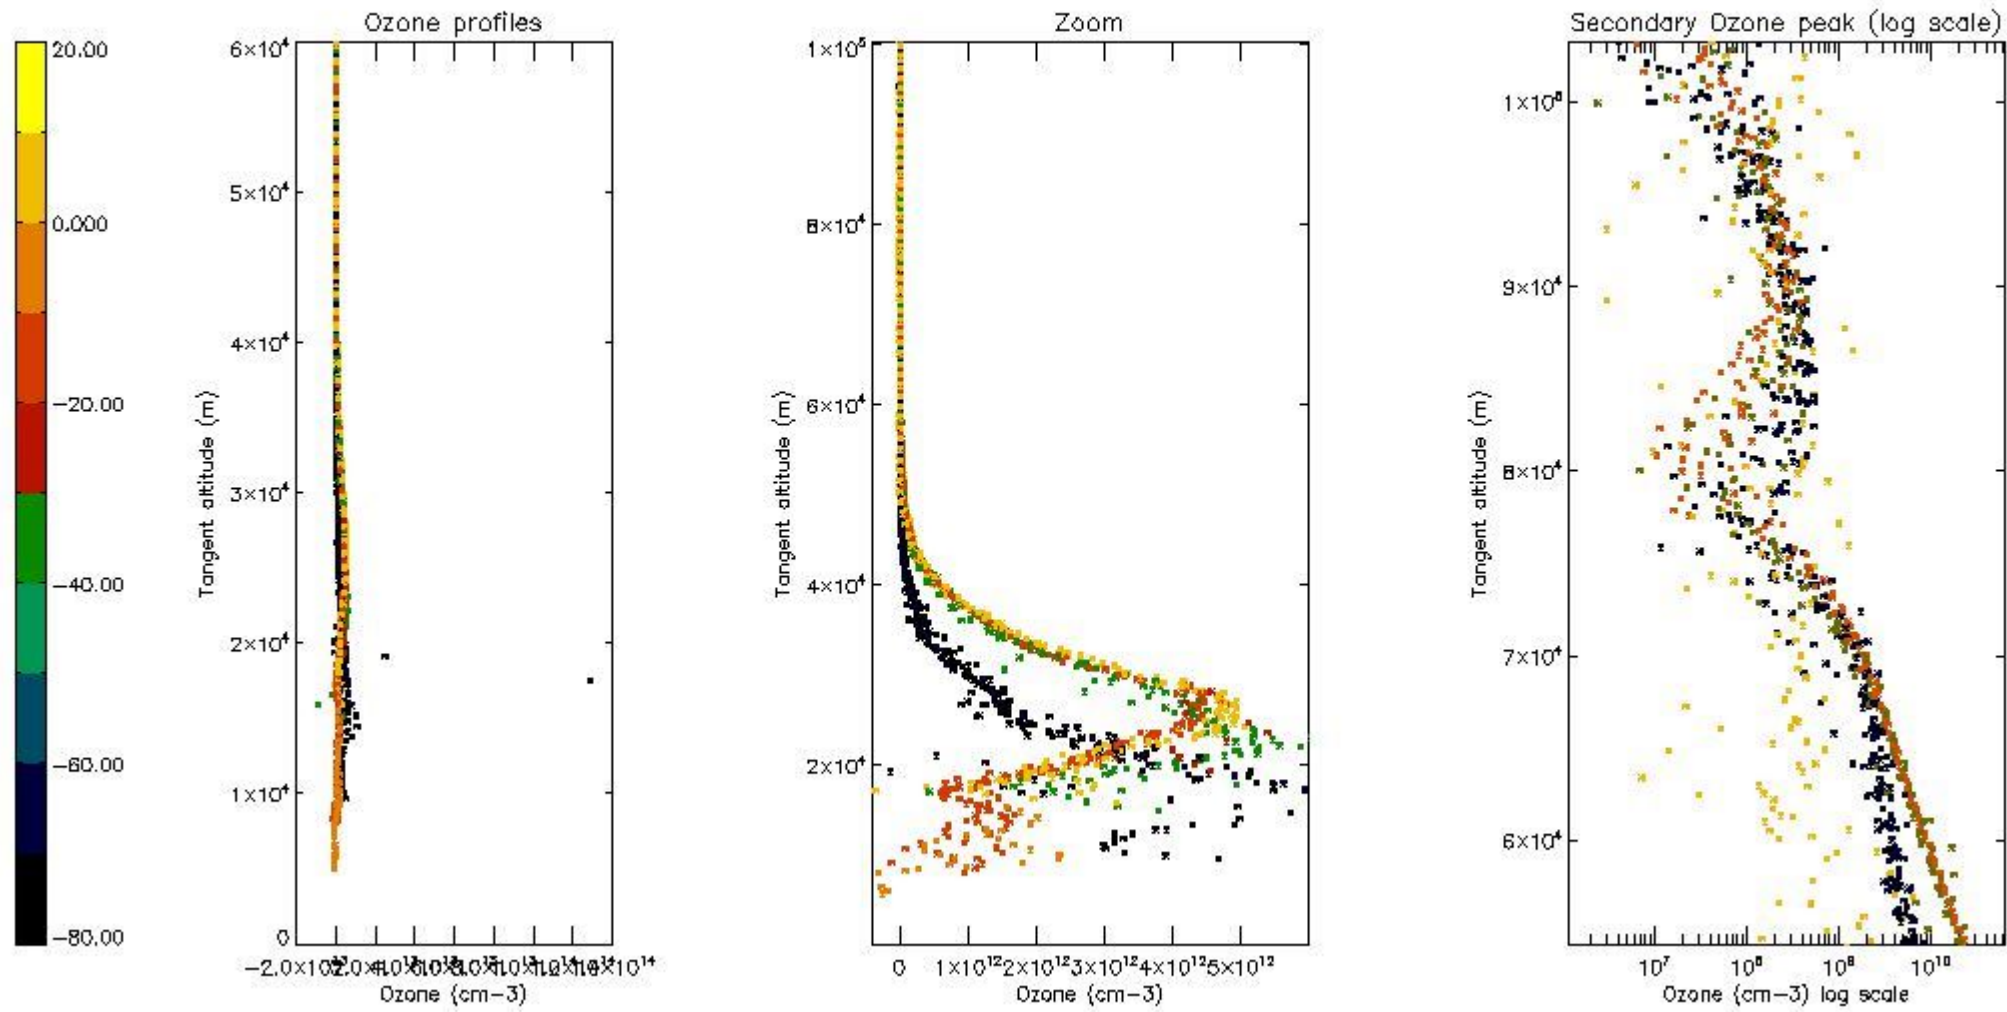 Ozone profiles
Zoom
Secondary Ozone peak (log scale)
20.00
0.000
−20.00
−40.00
−60.00
−80.00
6×10⁴
5×10⁴
4×10⁴
3×10⁴
2×10⁴
1×10⁴
0
Tangent altitude (m)
Ozone (cm−3)
1×10⁵
8×10⁴
6×10⁴
4×10⁴
2×10⁴
Tangent altitude (m)
0 1×10¹² 2×10¹² 3×10¹² 4×10¹² 5×10¹²
Ozone (cm−3)
9×10⁴
8×10⁴
7×10⁴
6×10⁴
Tangent altitude (m)
10⁷ 10⁸ 10⁹ 10¹⁰
Ozone (cm−3) log scale